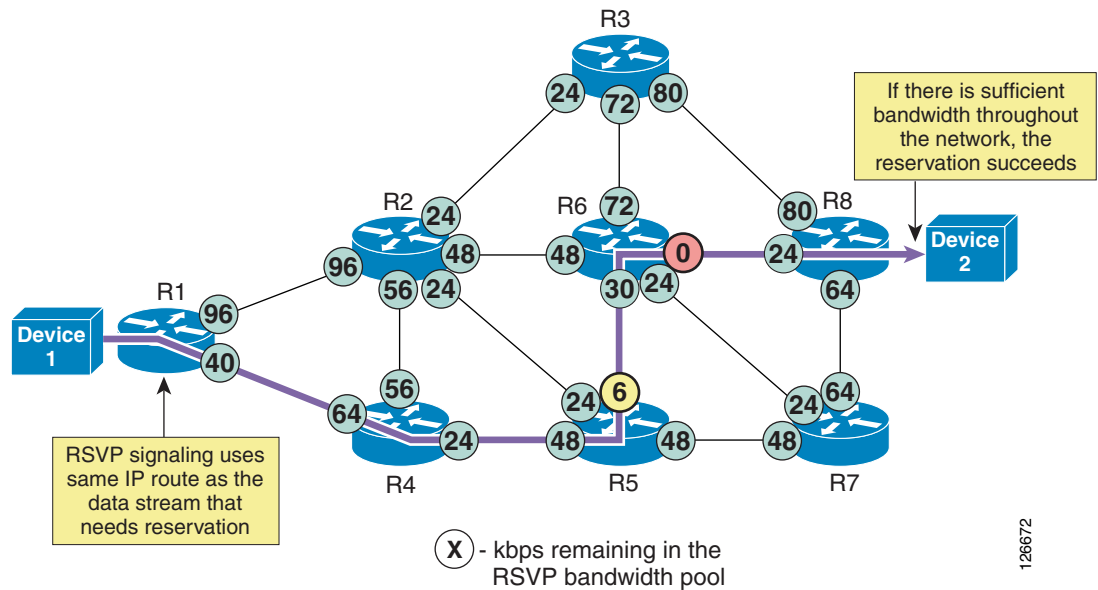 R3
24
72
80
If there is sufficient
bandwidth throughout
the network, the
reservation succeeds
R2
24
R6
72
R8
80
96
48
48
0
24
Device
2
R1
56
24
30
24
64
96
Device
1
40
56
24
6
24
64
64
24
48
48
48
RSVP signaling uses
same IP route as the
data stream that
needs reservation
R4
R5
R7
X - kbps remaining in the
RSVP bandwidth pool
126672